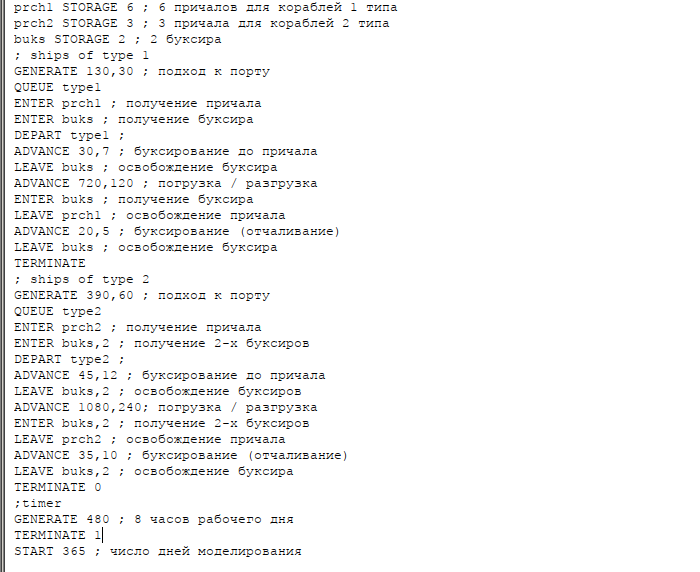 prch1 STORAGE 6 ; 6 причалов для кораблей 1 типа
prch2 STORAGE 3 ; 3 причала для кораблей 2 типа
buks STORAGE 2 ; 2 буксира
; ships of type 1
GENERATE 130,30 ; подход к порту
QUEUE type1
ENTER prch1 ; получение причала
ENTER buks ; получение буксира
DEPART type1 ;
ADVANCE 30,7 ; буксирование до причала
LEAVE buks ; освобождение буксира
ADVANCE 720,120 ; погрузка / разгрузка
ENTER buks ; получение буксира
LEAVE prch1 ; освобождение причала
ADVANCE 20,5 ; буксирование (отчаливание)
LEAVE buks ; освобождение буксира
TERMINATE
; ships of type 2
GENERATE 390,60 ; подход к порту
QUEUE type2
ENTER prch2 ; получение причала
ENTER buks,2 ; получение 2-х буксиров
DEPART type2 ;
ADVANCE 45,12 ; буксирование до причала
LEAVE buks,2 ; освобождение буксиров
ADVANCE 1080,240; погрузка / разгрузка
ENTER buks,2 ; получение 2-х буксиров
LEAVE prch2 ; освобождение причала
ADVANCE 35,10 ; буксирование (отчаливание)
LEAVE buks,2 ; освобождение буксира
TERMINATE 0
;timer
GENERATE 480 ; 8 часов рабочего дня
TERMINATE 1
START 365 ; число дней моделирования